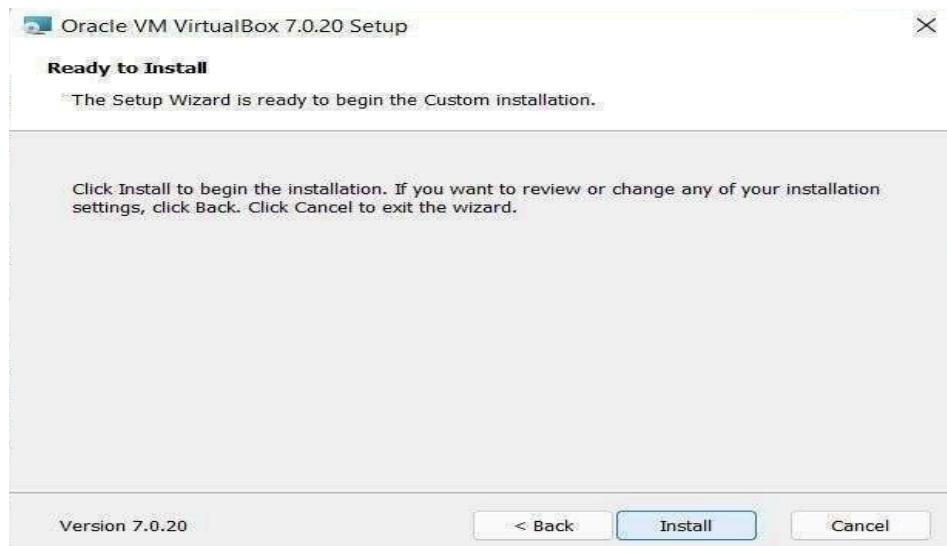 Oracle VM VirtualBox 7.0.20 Setup
Ready to Install
The Setup Wizard is ready to begin the Custom installation.
Click Install to begin the installation. If you want to review or change any of your installation
settings, click Back. Click Cancel to exit the wizard.
Version 7.0.20
< Back
Install
Cancel